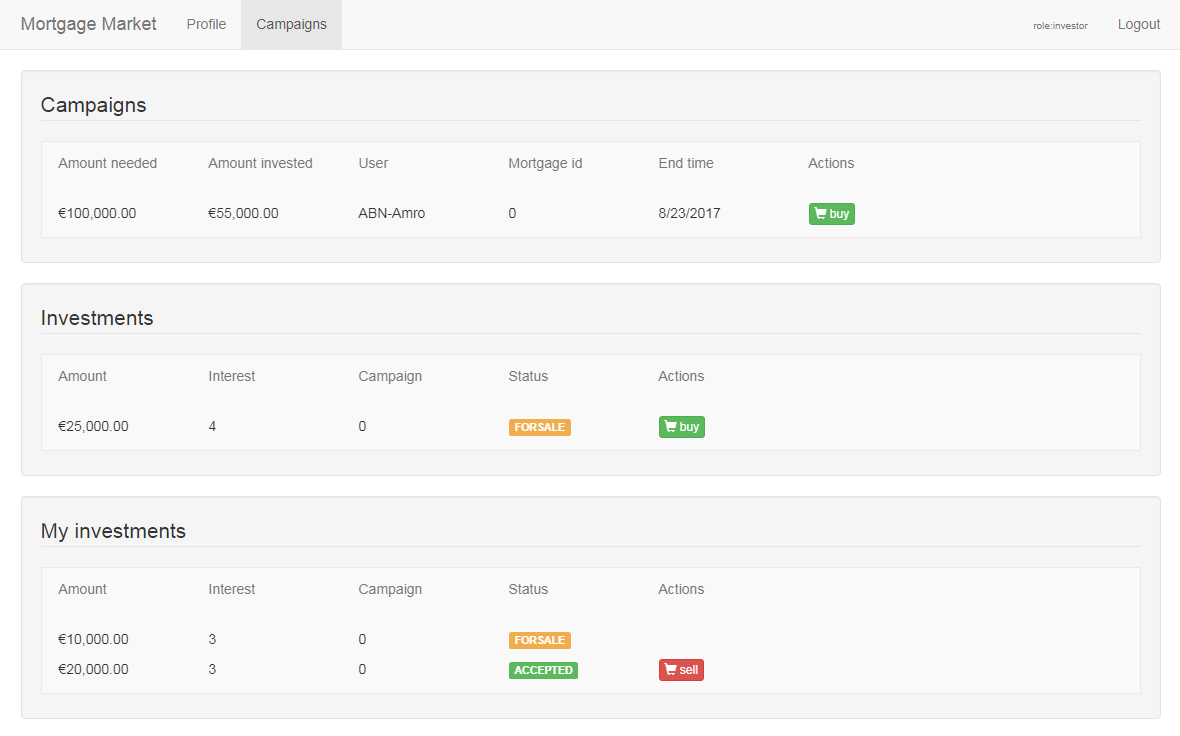 Mortgage Market Profile Campaigns role:investor Logout
Campaigns
Amount needed Amount invested User Mortgage id End time Actions
€100,000.00 €55,000.00 ABN-Amro 0 8/23/2017 buy
Investments
Amount Interest Campaign Status Actions
€25,000.00 4 0 FORSALE buy
My investments
Amount Interest Campaign Status Actions
€10,000.00 3 0 FORSALE
€20,000.00 3 0 ACCEPTED sell